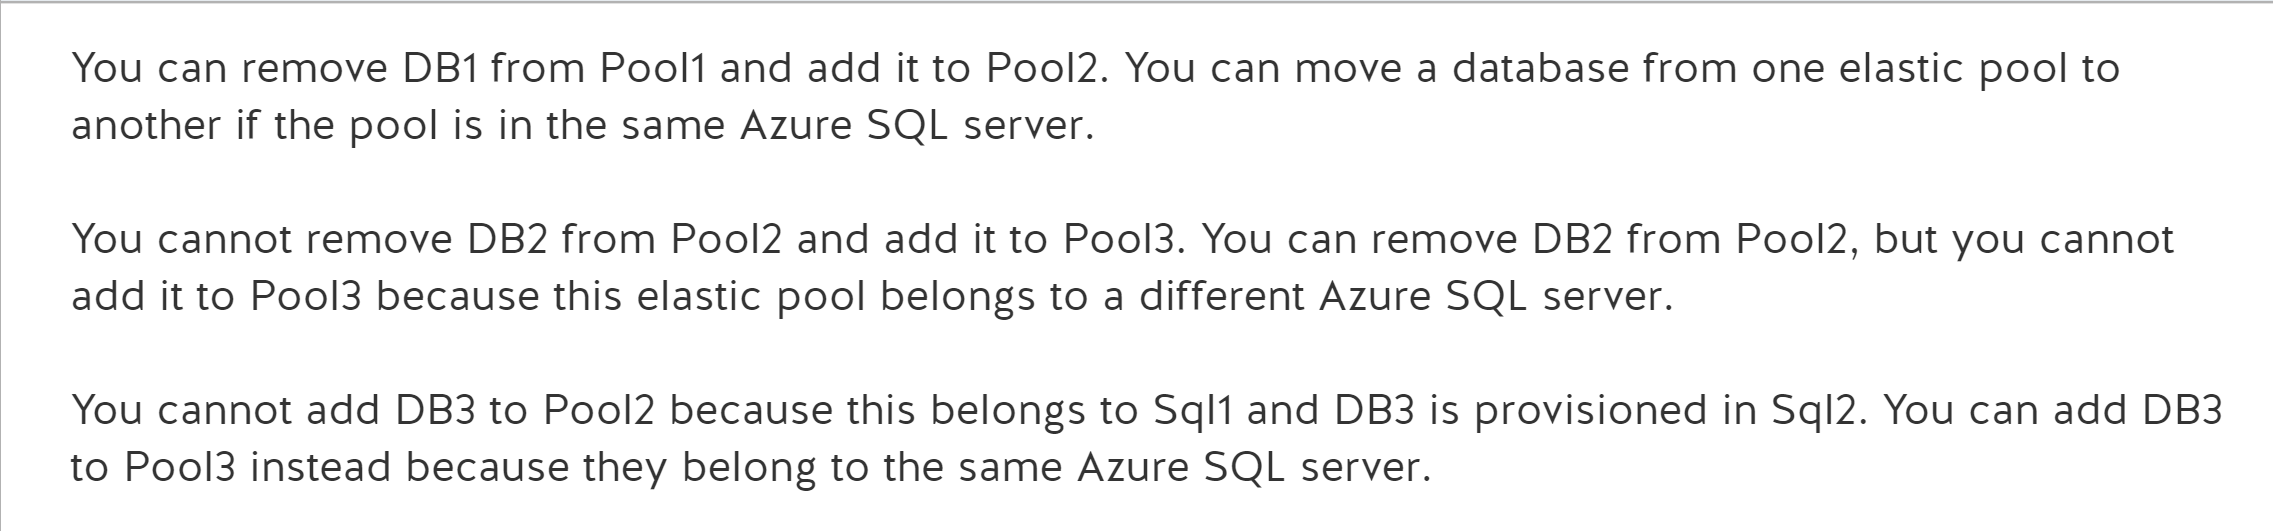 You can remove DB1 from Pool1 and add it to Pool2. You can move a database from one elastic pool to
another if the pool is in the same Azure SQL server.
You cannot remove DB2 from Pool2 and add it to Pool3. You can remove DB2 from Pool2, but you cannot
add it to Pool3 because this elastic pool belongs to a different Azure SQL server.
You cannot add DB3 to Pool2 because this belongs to Sql1 and DB3 is provisioned in Sql2. You can add DB3
to Pool3 instead because they belong to the same Azure SQL server.